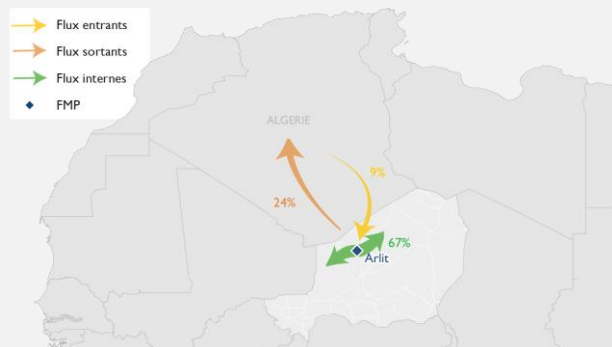 Flux entrants
Flux sortants
Flux internes
FMP
ALGERIE
9%
24%
67%
Arlit